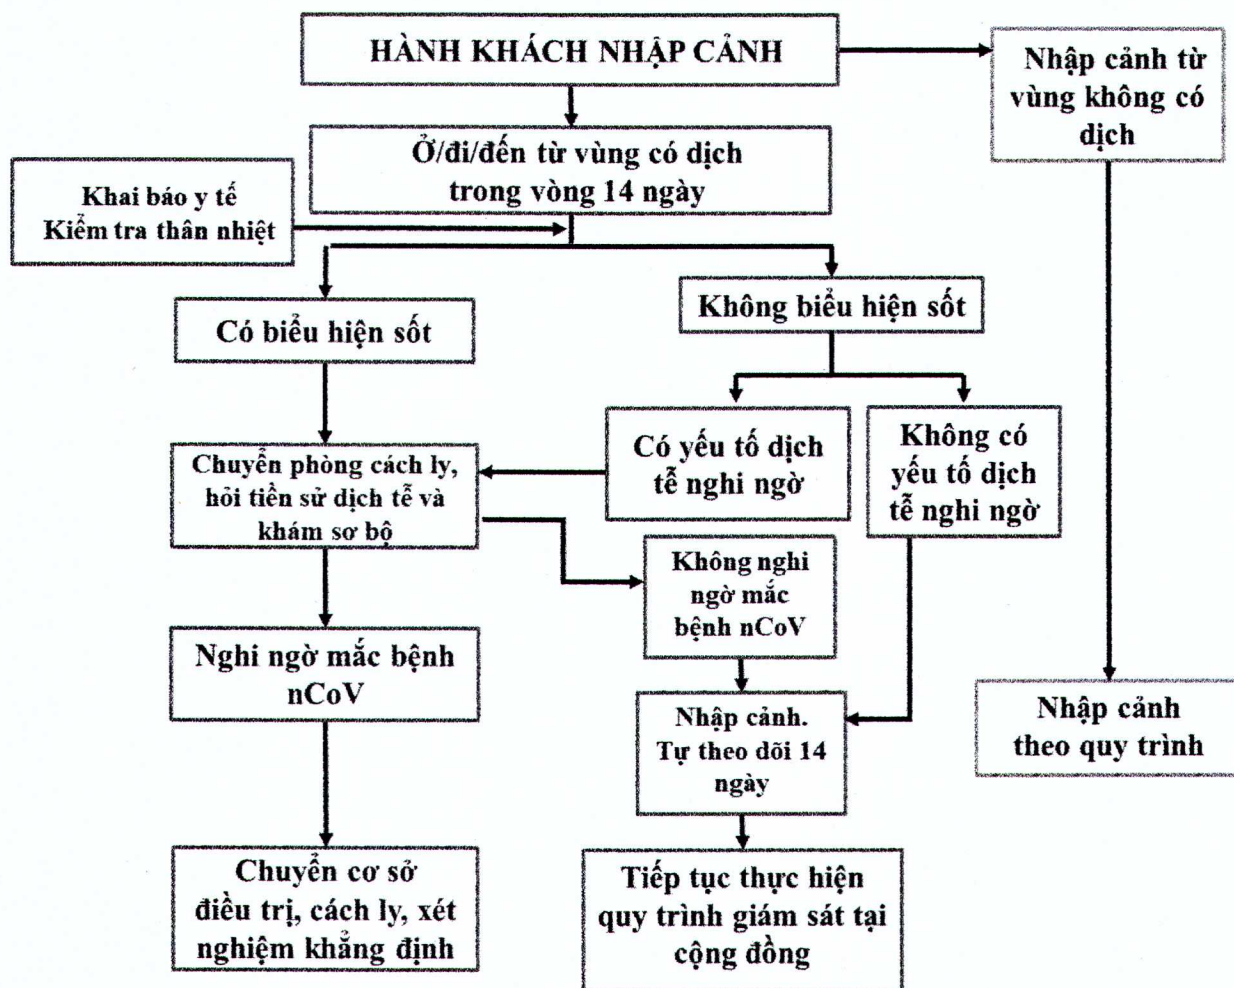 HÀNH KHÁCH NHẬP CẢNH
Nhập cảnh từ
vùng không có
dịch
Ở/đi/đến từ vùng có dịch
trong vòng 14 ngày
Khai báo y tế
Kiểm tra thân nhiệt
Có biểu hiện sốt
Không biểu hiện sốt
Chuyển phòng cách ly,
hỏi tiền sử dịch tễ và
khám sơ bộ
Có yếu tố dịch
tễ nghi ngờ
Không có
yếu tố dịch
tễ nghi ngờ
Không nghi
ngờ mắc
bệnh nCoV
Nghi ngờ mắc bệnh
nCoV
Nhập cảnh.
Tự theo dõi 14
ngày
Nhập cảnh
theo quy trình
Chuyển cơ sở
điều trị, cách ly, xét
nghiệm khẳng định
Tiếp tục thực hiện
quy trình giám sát tại
cộng đồng